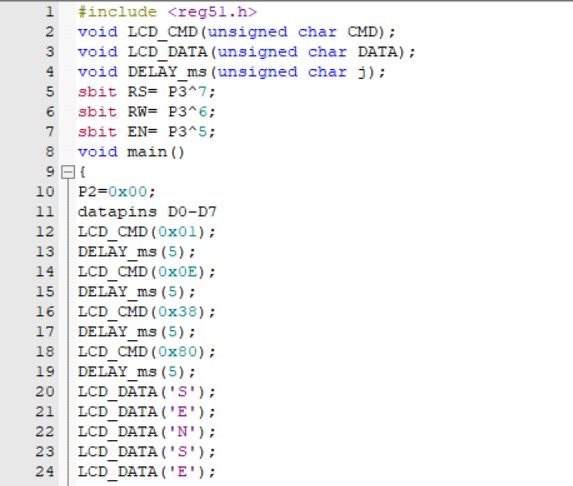 1 #include <reg51.h>
2 void LCD_CMD(unsigned char CMD);
3 void LCD_DATA(unsigned char DATA);
4 void DELAY_ms(unsigned char j);
5 sbit RS= P3^7;
6 sbit RW= P3^6;
7 sbit EN= P3^5;
8 void main()
9 {
10 P2=0x00;
11 datapins D0-D7
12 LCD_CMD(0x01);
13 DELAY_ms(5);
14 LCD_CMD(0x0E);
15 DELAY_ms(5);
16 LCD_CMD(0x38);
17 DELAY_ms(5);
18 LCD_CMD(0x80);
19 DELAY_ms(5);
20 LCD_DATA('S');
21 LCD_DATA('E');
22 LCD_DATA('N');
23 LCD_DATA('S');
24 LCD_DATA('E');